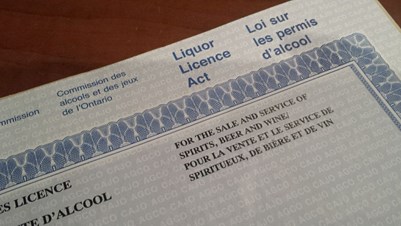 mmission
Commission des
alcools et des jeux
de l'Ontario
Liquor
Licence
Act
Loi sur
les permis
d'alcool
FOR THE SALE AND SERVICE OF
SPIRITS, BEER AND WINE/
POUR LA VENTE ET LE SERVICE DE
SPIRITUEUX, DE BIÈRE ET DE VIN
ES LICENCE
TE D'ALCOOL